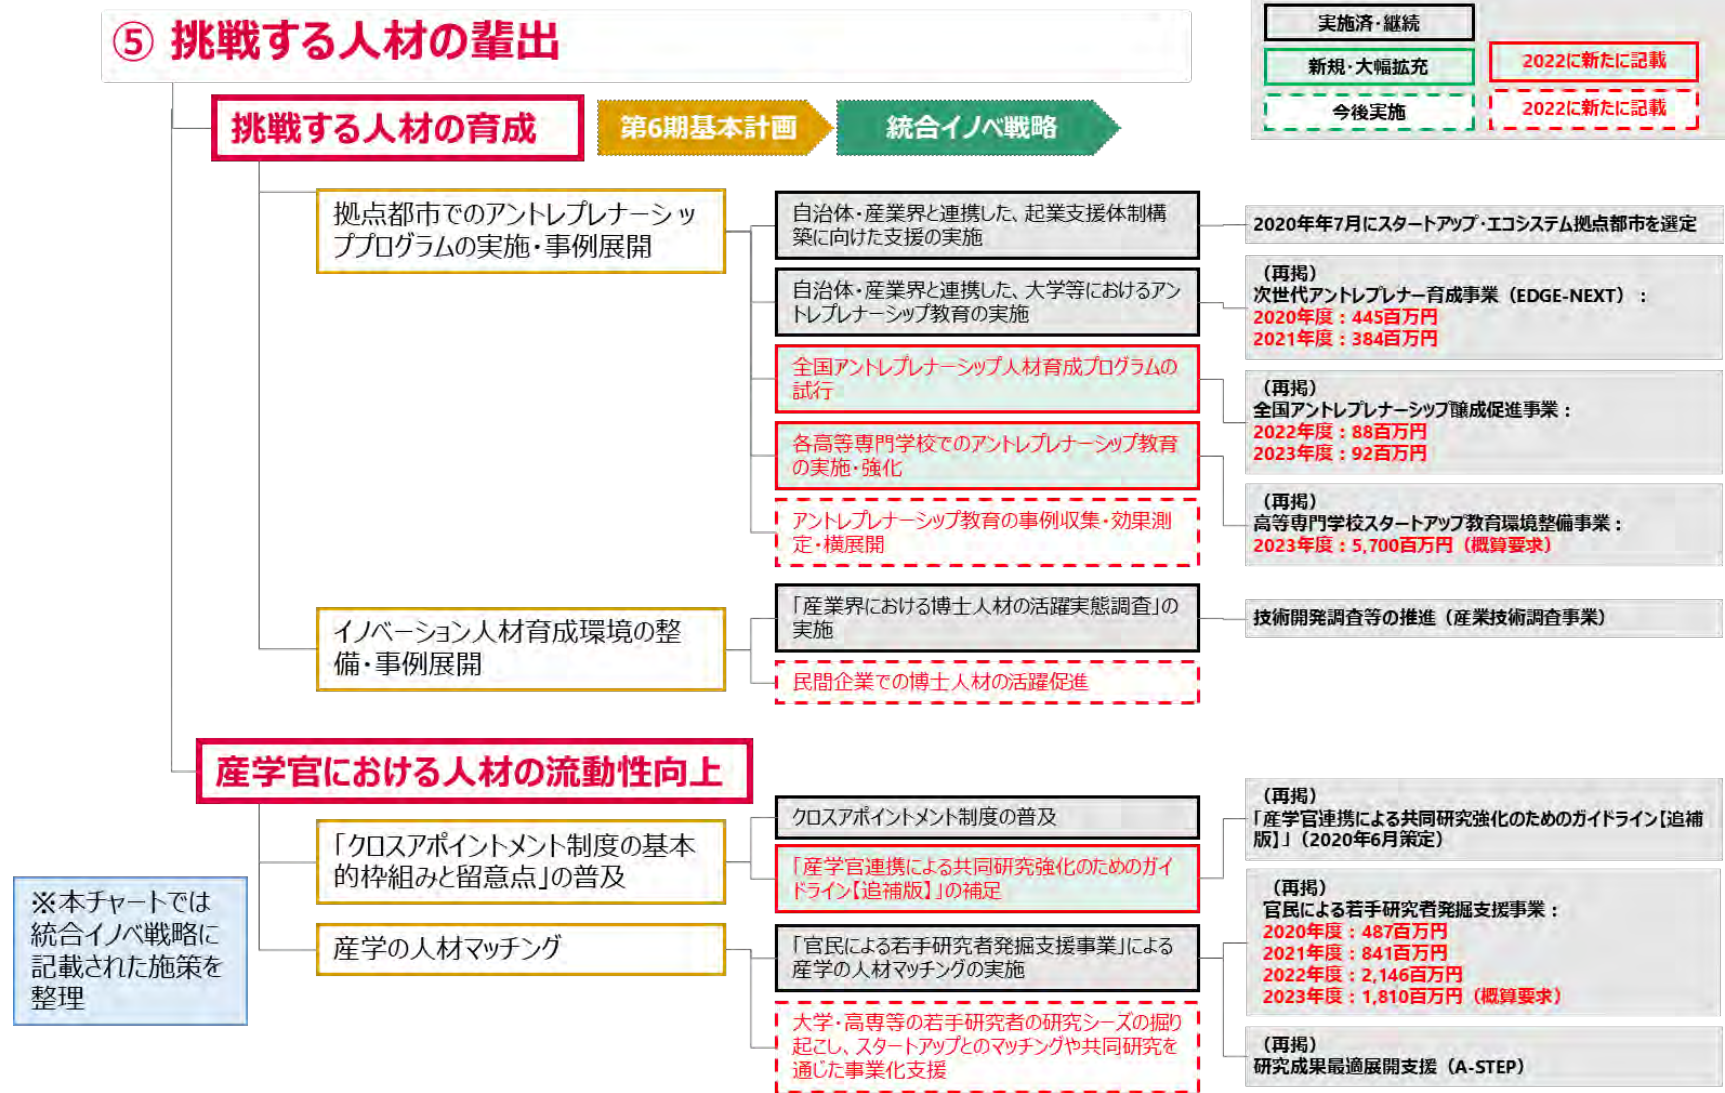 ⑤ 挑戦する人材の輩出
実施済・継続
新規・大幅拡充
2022に新たに記載
今後実施
2022に新たに記載
挑戦する人材の育成
第6期基本計画
統合イノベ戦略
拠点都市でのアントレプレナーシッ
ププログラムの実施・事例展開
自治体・産業界と連携した、起業支援体制構
築に向けた支援の実施
2020年年7月にスタートアップ・エコシステム拠点都市を選定
自治体・産業界と連携した、大学等におけるアン
トレプレナーシップ教育の実施
（再掲）
次世代アントレプレナー育成事業（EDGE-NEXT）：
2020年度：445百万円
2021年度：384百万円
全国アントレプレナーシップ人材育成プログラムの
試行
（再掲）
全国アントレプレナーシップ醸成促進事業：
2022年度：88百万円
2023年度：92百万円
各高等専門学校でのアントレプレナーシップ教育
の実施・強化
（再掲）
高等専門学校スタートアップ教育環境整備事業：
2023年度：5,700百万円（概算要求）
アントレプレナーシップ教育の事例収集・効果測
定・横展開
イノベーション人材育成環境の整
備・事例展開
「産業界における博士人材の活躍実態調査」の
実施
技術開発調査等の推進（産業技術調査事業）
民間企業での博士人材の活躍促進
産学官における人材の流動性向上
「クロスアポイントメント制度の基本
的枠組みと留意点」の普及
クロスアポイントメント制度の普及
「産学官連携による共同研究強化のためのガイ
ドライン【追補版】」の補足
（再掲）
「産学官連携による共同研究強化のためのガイドライン【追補
版】」（2020年6月策定）
産学の人材マッチング
「官民による若手研究者発掘支援事業」による
産学の人材マッチングの実施
（再掲）
官民による若手研究者発掘支援事業：
2020年度：487百万円
2021年度：841百万円
2022年度：2,146百万円
2023年度：1,810百万円（概算要求）
大学・高専等の若手研究者の研究シーズの掘り
起こし、スタートアップとのマッチングや共同研究を
通じた事業化支援
（再掲）
研究成果最適展開支援（A-STEP）
※本チャートでは
統合イノベ戦略に
記載された施策を
整理